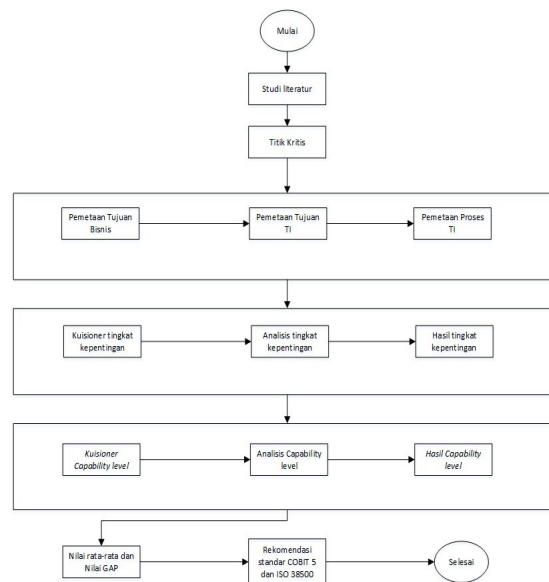 Mulai
Studi literatur
Titik Kritis
Pemetaan Tujuan
Bisnis
Pemetaan Tujuan
TI
Pemetaan Proses
TI
Kuisioner tingkat
kepentingan
Analisis tingkat
kepentingan
Hasil tingkat
kepentingan
Kuisioner
Capability level
Analisis Capability
level
Hasil Capability
level
Nilai rata-rata dan
Nilai GAP
Rekomendasi
standar COBIT 5
dan ISO 38500
Selesai